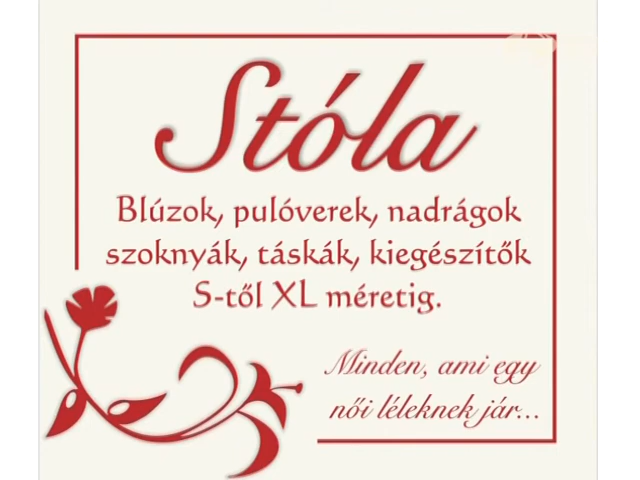 Stóla
Blúzok, pulóverek, nadrágok
szoknyák, táskák, kiegészítők
S-től XL méretig.
Minden, ami egy
női léleknek jár...